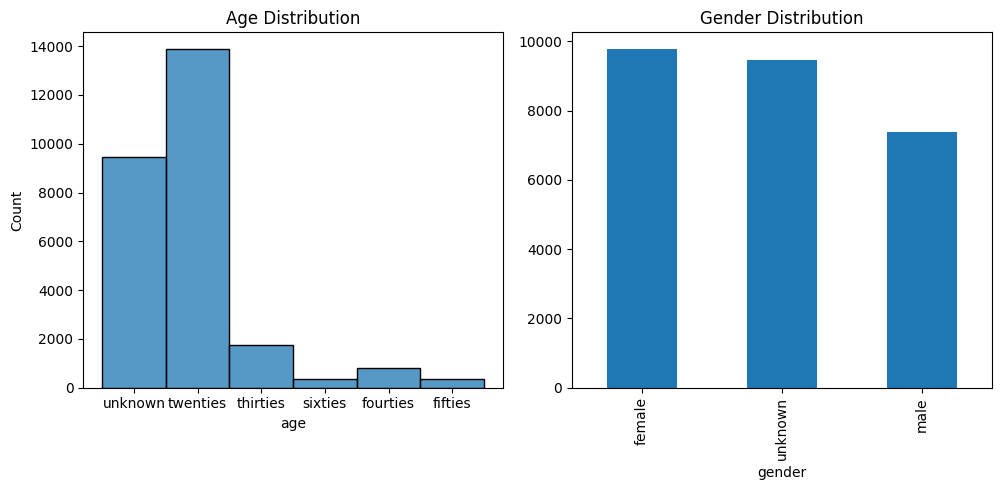 Age Distribution
14000
12000
10000
8000
6000
4000
2000
0
Count
unknown
twenties
thirties
sixties
fourties
fifties
age
Gender Distribution
10000
8000
6000
4000
2000
0
female
unknown
male
gender